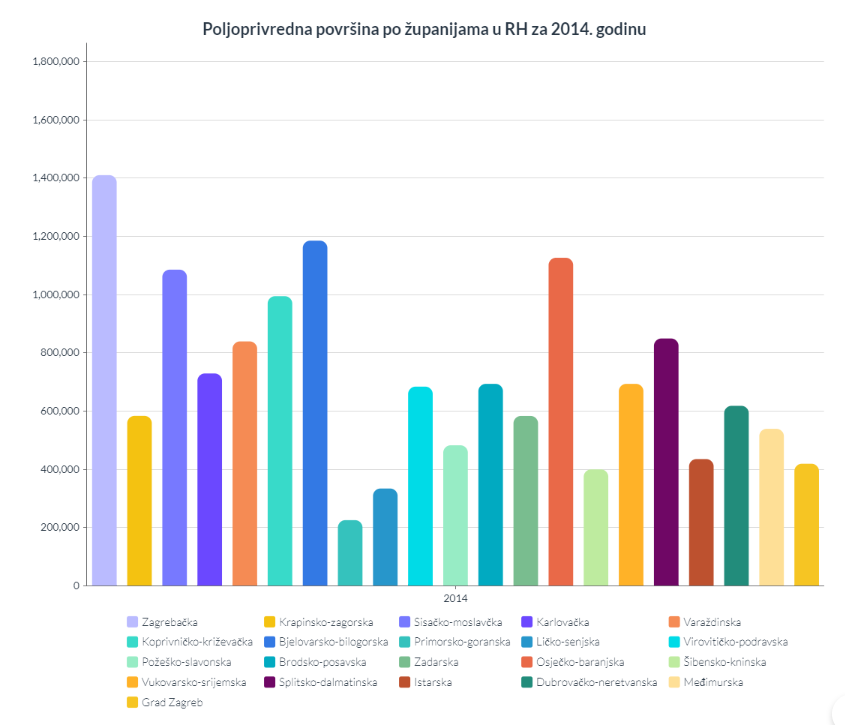 Poljoprivredna površina po županijama u RH za 2014. godinu
1,800,000
1,600,000
1,400,000
1,200,000
1,000,000
800,000
600,000
400,000
200,000
0
2014
Zagrebačka Krapinsko-zagorska Sisačko-moslavčka Karlovačka Varaždinska
Koprivničko-križevačka Bjelovarsko-bilogorska Primorsko-goranska Ličko-senjska Virovitičko-podravska
Požeško-slavonska Brodsko-posavska Zadarska Osječko-baranjska Šibensko-kninska
Vukovarsko-srijemska Splitsko-dalmatinska Istarska Dubrovačko-neretvanska Međimurska
Grad Zagreb